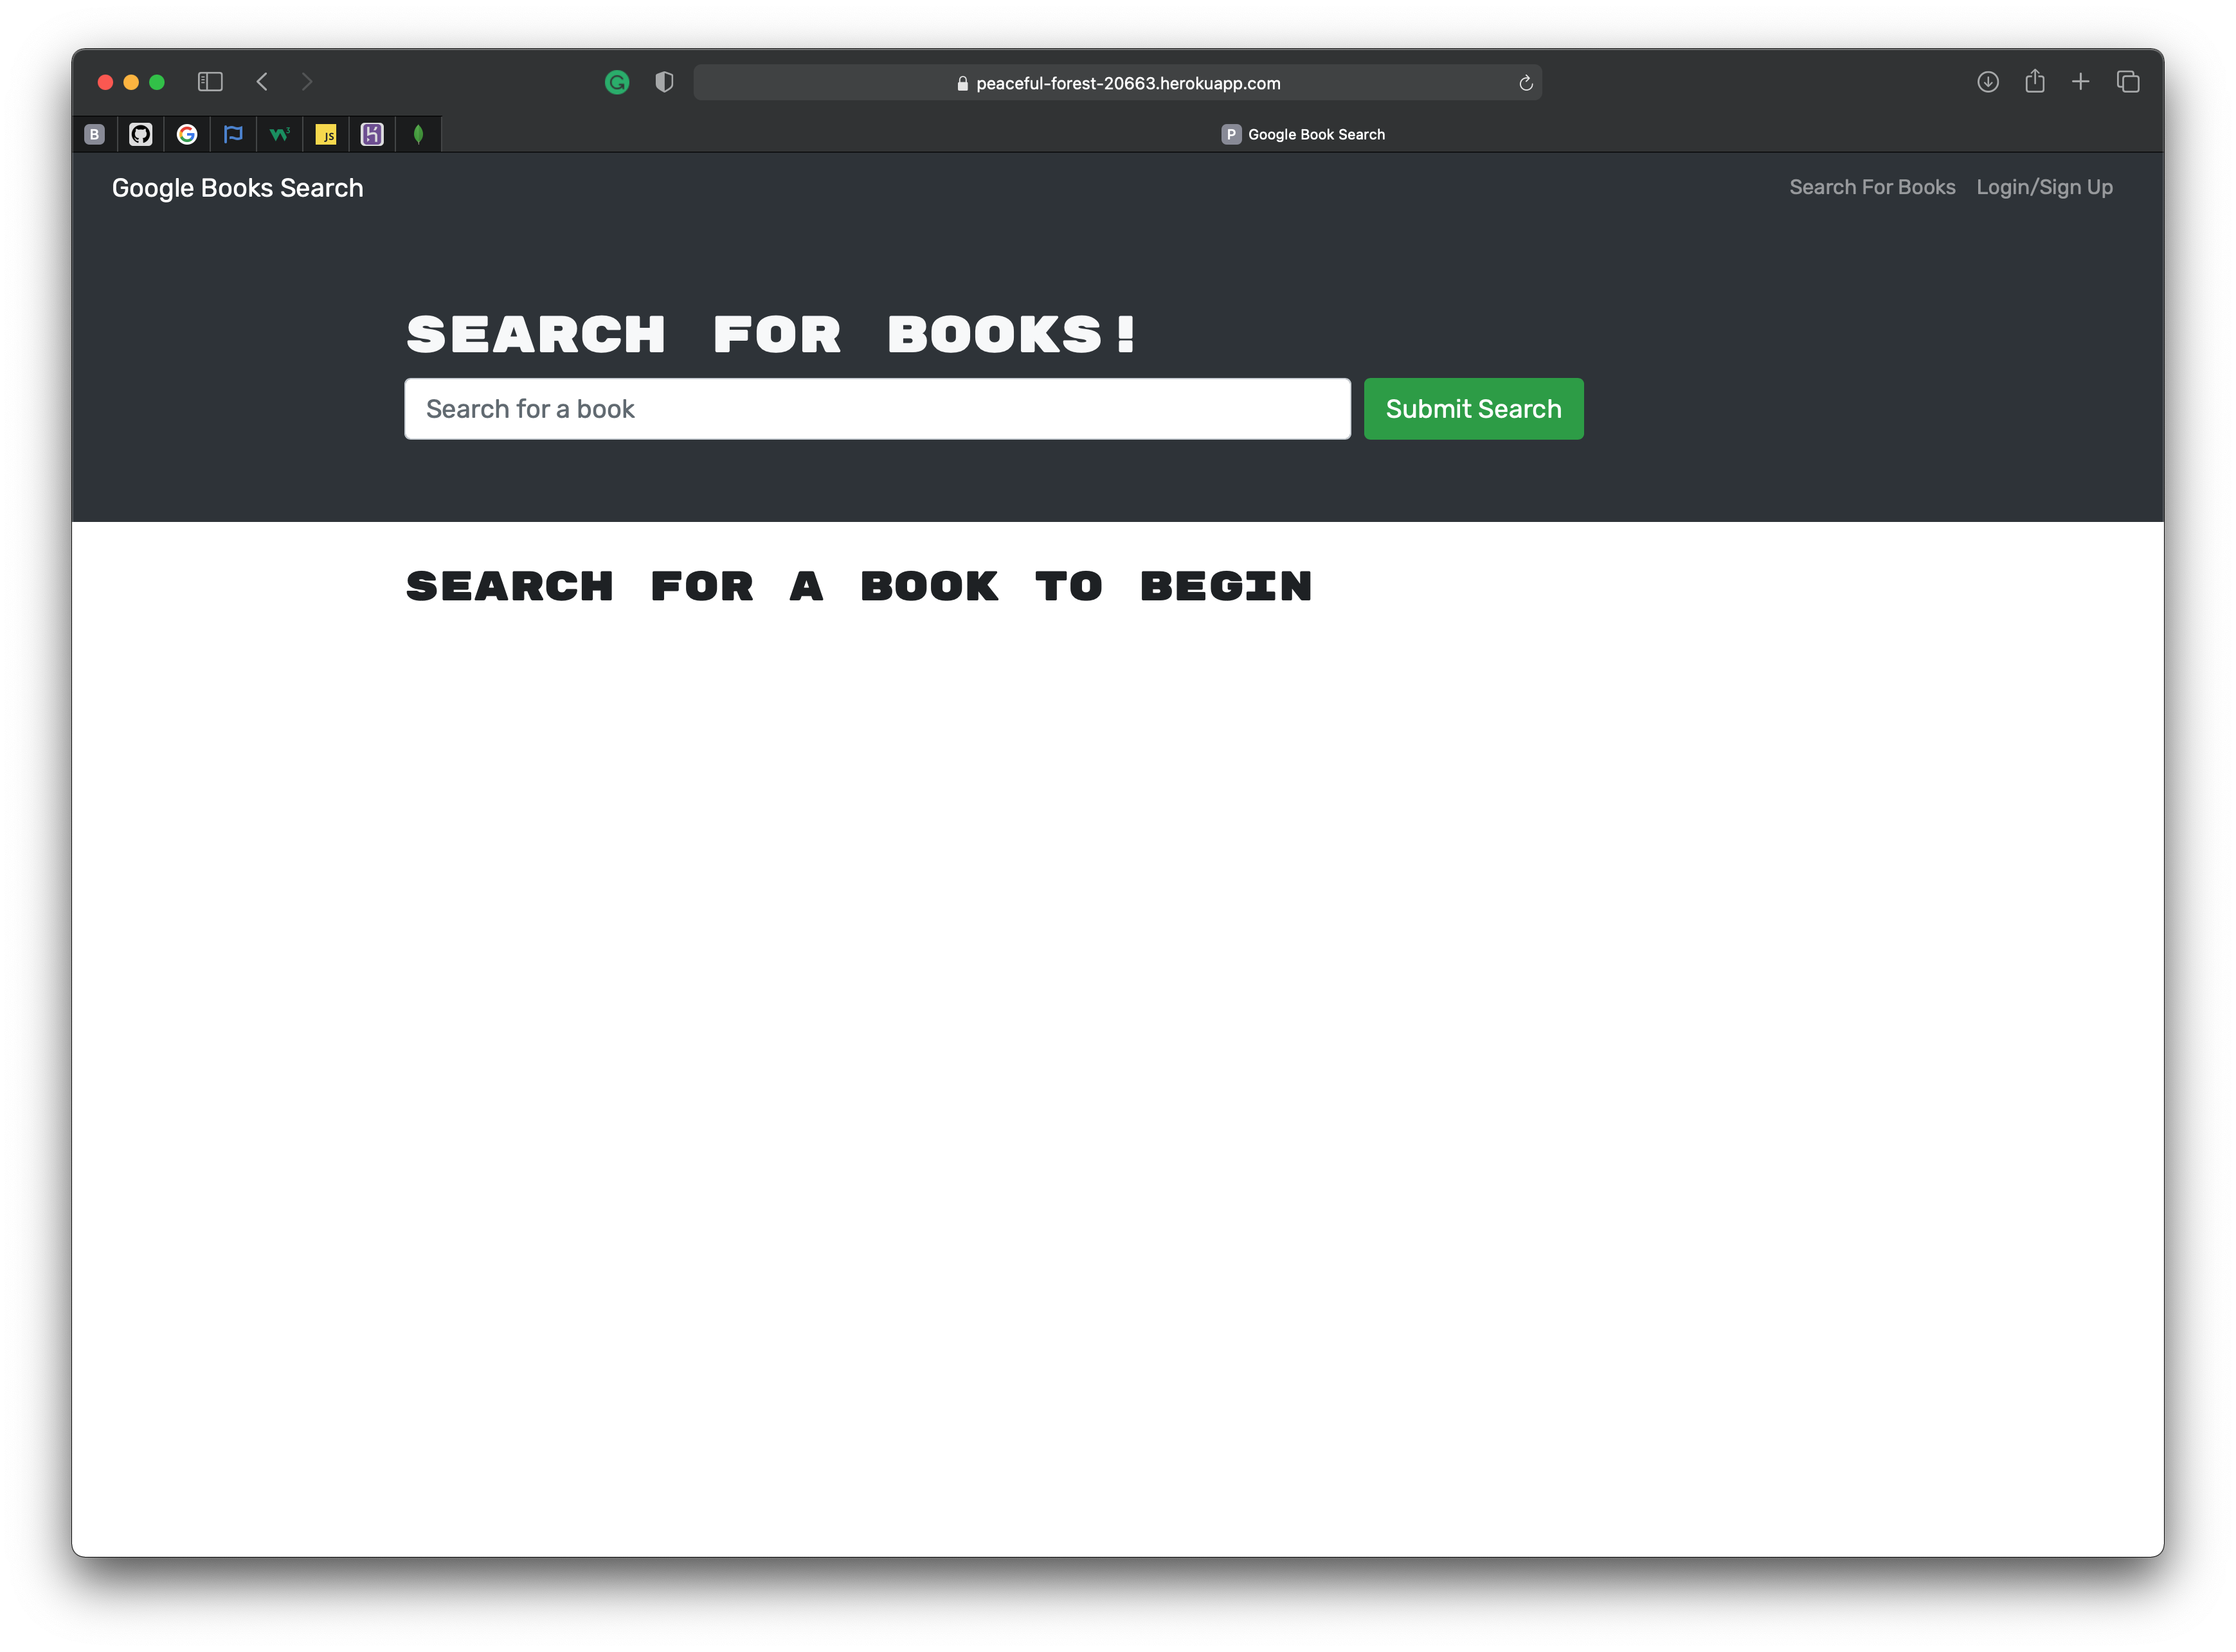 peaceful-forest-20663.herokuapp.com
B
G
W3
JS
P Google Book Search
Google Books Search
Search For Books Login/Sign Up
SEARCH FOR BOOKS!
Search for a book
Submit Search
SEARCH FOR A BOOK TO BEGIN